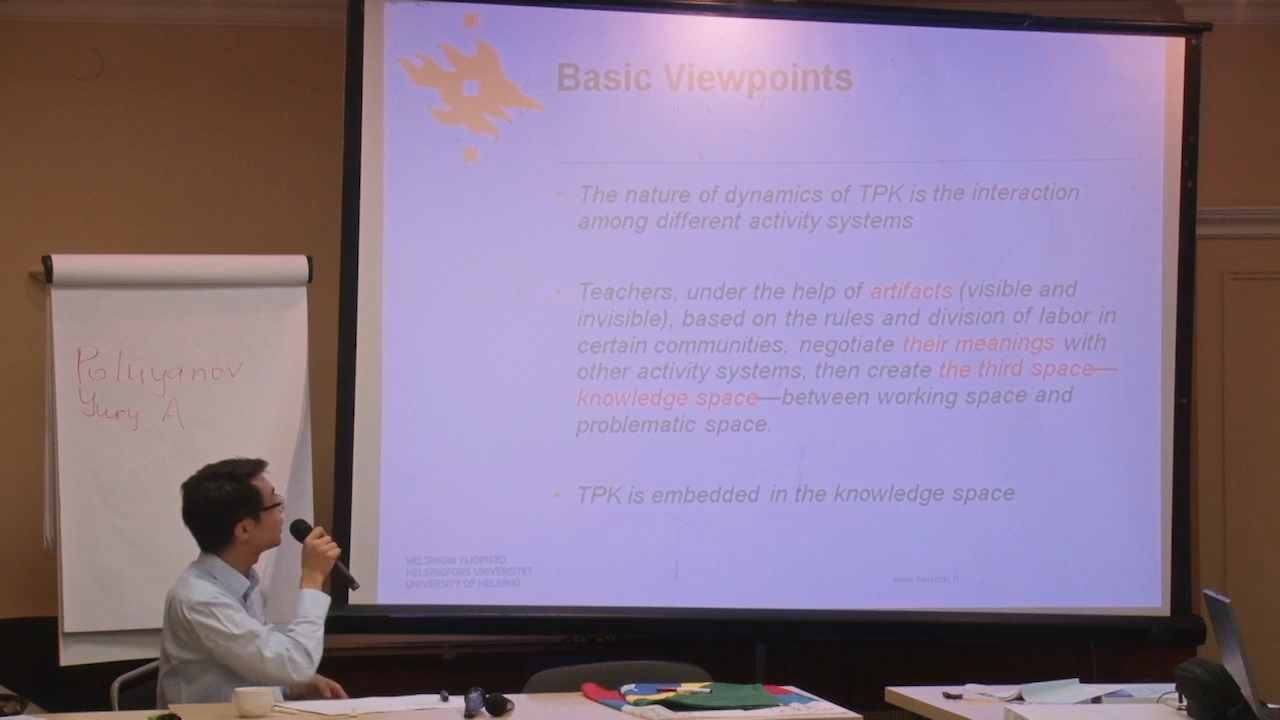 Poluyanov
Yury A
Basic Viewpoints
The nature of dynamics of TPK is the interaction
among different activity systems
Teachers, under the help of artifacts (visible and
invisible), based on the rules and division of labor in
certain communities, negotiate their meanings with
other activity systems, then create the third space—
knowledge space—between working space and
problematic space.
TPK is embedded in the knowledge space
HELSINGIN YLIOPISTO
HELSINGFORS UNIVERSITET
UNIVERSITY OF HELSINKI
www.helsinki.fi